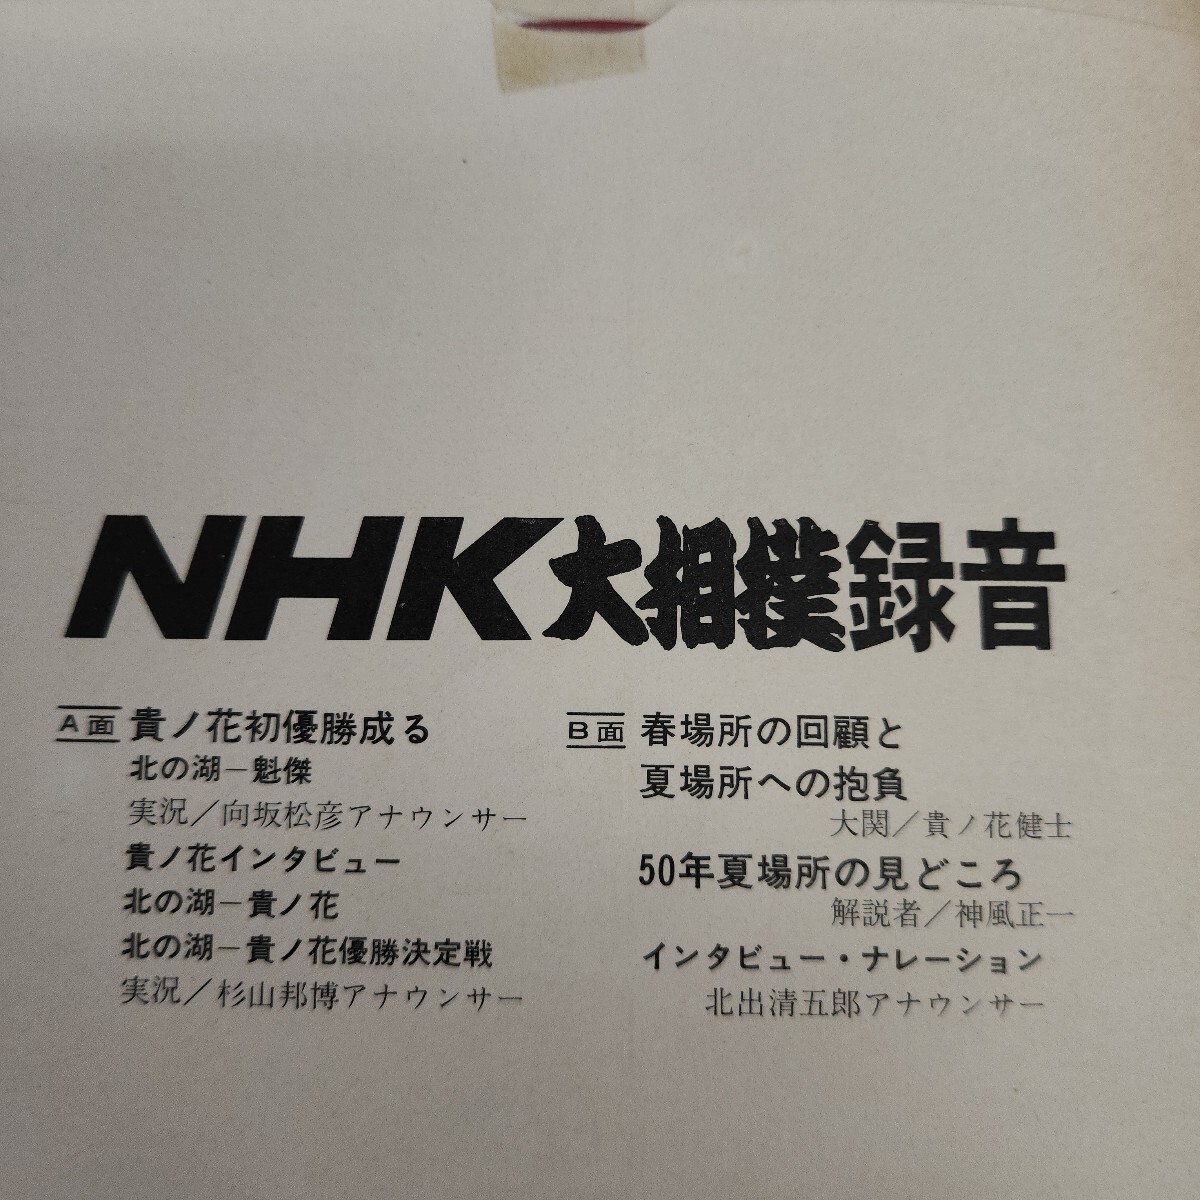 NHK大相撲録音
A面 貴ノ花初優勝成る
北の湖―魁傑
実況／向坂松彦アナウンサー
貴ノ花インタビュー
北の湖―貴ノ花
北の湖―貴ノ花優勝決定戦
実況／杉山邦博アナウンサー
B面 春場所の回顧と
夏場所への抱負
大関／貴ノ花健士
50年夏場所の見どころ
解説者／神風正一
インタビュー・ナレーション
北出清五郎アナウンサー